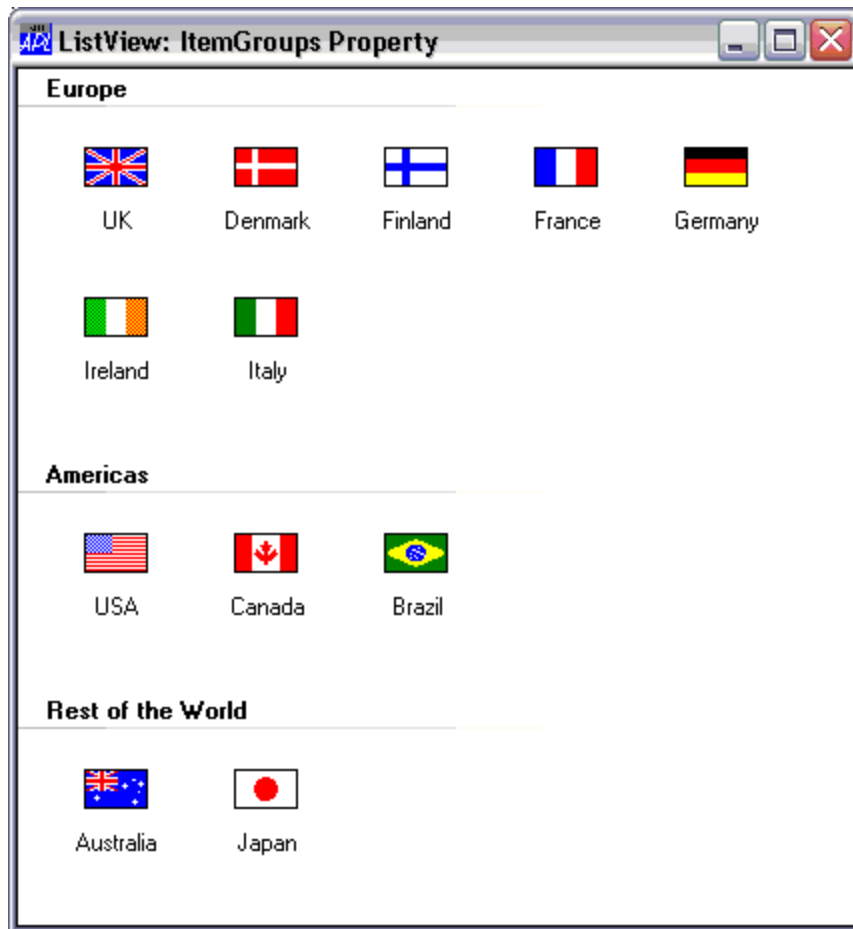 ListView: ItemGroups Property
Europe
UK Denmark Finland France Germany
Ireland Italy
Americas
USA Canada Brazil
Rest of the World
Australia Japan